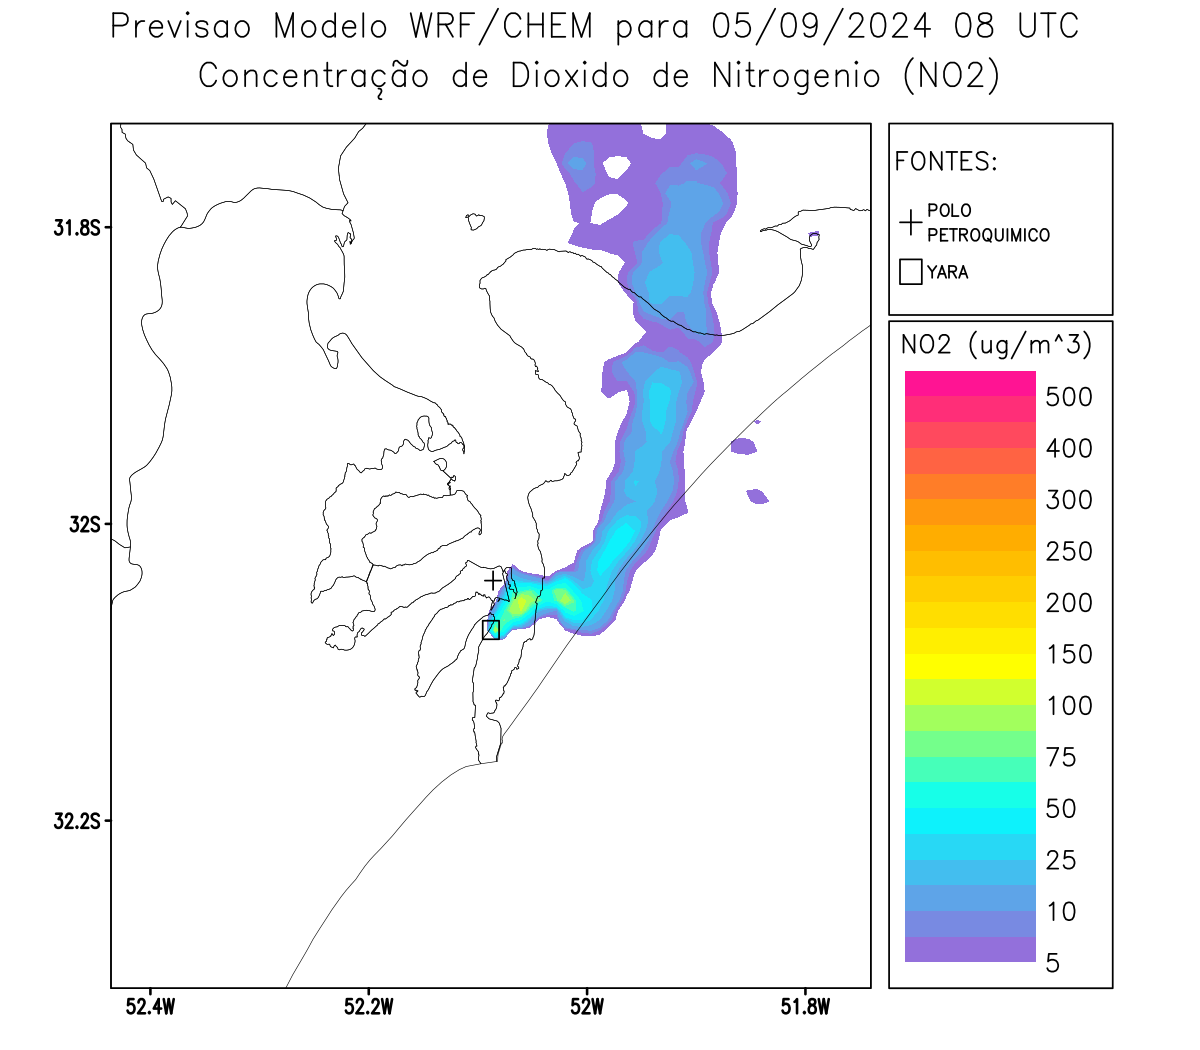 Previsao Modelo WRF/CHEM para 05/09/2024 08 UTC
Concentração de Dioxido de Nitrogenio (NO2)
FONTES:
POLO
PETROQUIMICO
YARA
NO2 (ug/m^3)
500
400
300
250
200
150
100
75
50
25
10
5
31.8S
32S
32.2S
52.4W
52.2W
52W
51.8W